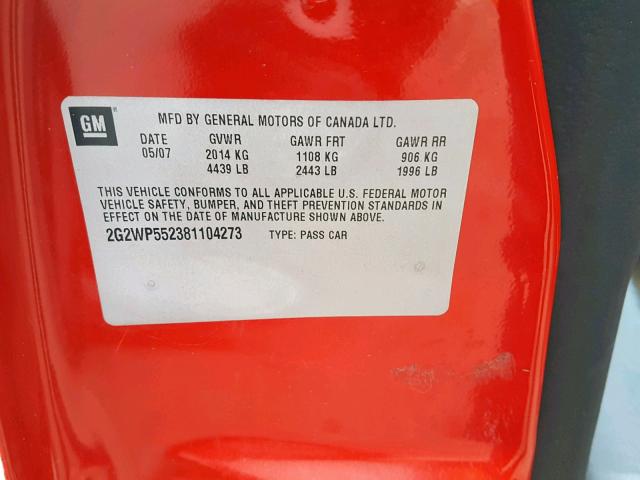 GM
MFD BY GENERAL MOTORS OF CANADA LTD.
DATE GVWR GAWR FRT GAWR RR
05/07 2014 KG 1108 KG 906 KG
4439 LB 2443 LB 1996 LB
THIS VEHICLE CONFORMS TO ALL APPLICABLE U.S. FEDERAL MOTOR
VEHICLE SAFETY, BUMPER, AND THEFT PREVENTION STANDARDS IN
EFFECT ON THE DATE OF MANUFACTURE SHOWN ABOVE.
2G2WP552381104273 TYPE: PASS CAR